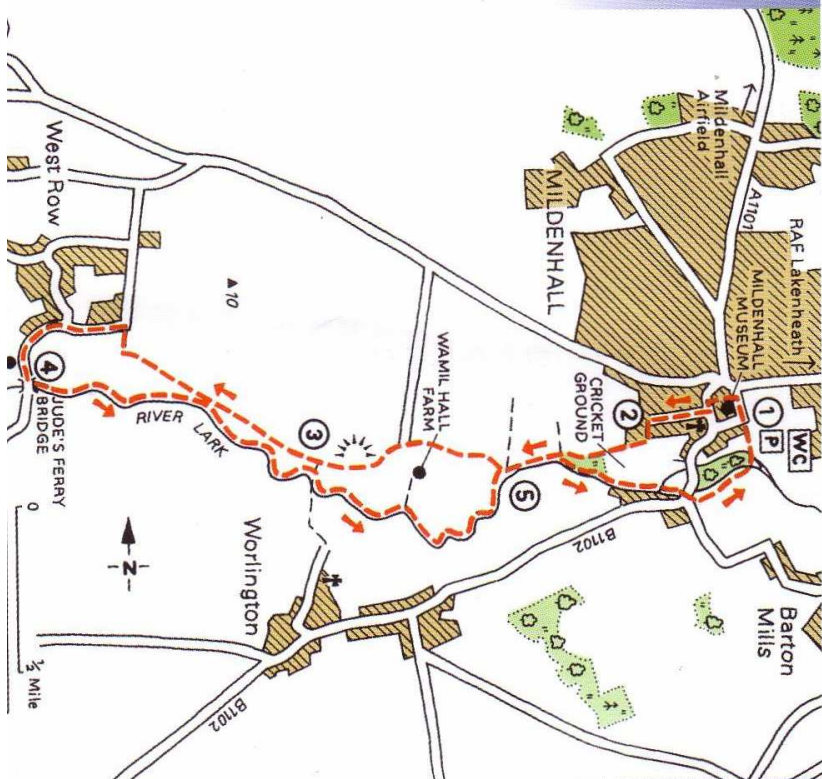 Mildenhall
Airfield
A1101
RAF Lakenheath
MILDENHALL
MUSEUM
MILDENHALL
1
P
WC
2
CRICKET
GROUND
West Row
10
WAMIL HALL
FARM
3
4
JUDE'S FERRY
BRIDGE
RIVER LARK
5
B1102
Barton
Mills
Worlington
B1102
N
0
½ Mile